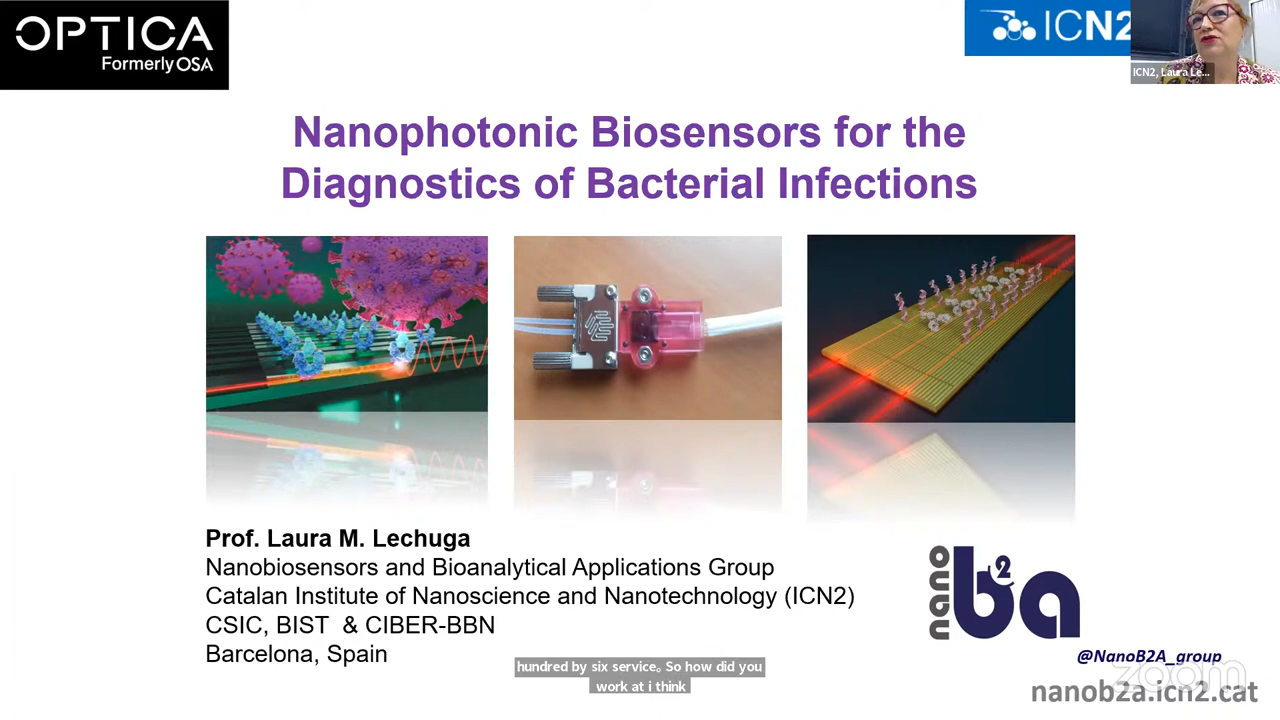 OPTICA
Formerly OSA
ICN2
ICN2, Laura Le...
Nanophotonic Biosensors for the
Diagnostics of Bacterial Infections
Prof. Laura M. Lechuga
Nanobiosensors and Bioanalytical Applications Group
Catalan Institute of Nanoscience and Nanotechnology (ICN2)
CSIC, BIST & CIBER-BBN
Barcelona, Spain
nano
b2a
@NanoB2A_group
zoom
nanob2a.icn2.cat
hundred by six service. So how did you
work at i think